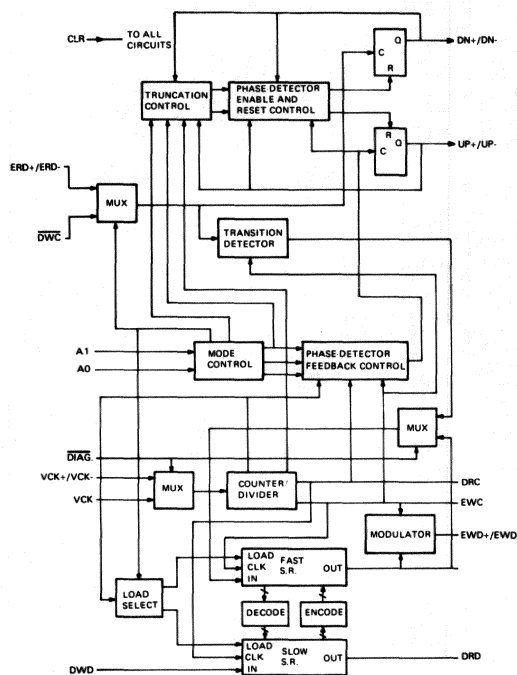 CLR
TO ALL
CIRCUITS
Q
C
R
DN+/DN-
TRUNCATION
CONTROL
PHASE-DETECTOR
ENABLE AND
RESET CONTROL
R
C
Q
UP+/UP-
ERD+/ERD-
MUX
DWC
TRANSITION
DETECTOR
A1
A0
MODE
CONTROL
PHASE-DETECTOR
FEEDBACK CONTROL
MUX
DIAG
VCK+/VCK-
VCK
MUX
COUNTER/
DIVIDER
DRC
EWC
MODULATOR
EWD+/EWD
LOAD
CLK
IN
FAST
S.R.
OUT
LOAD
SELECT
DECODE
ENCODE
LOAD
CLK
IN
SLOW
S.R.
OUT
DRD
DWD